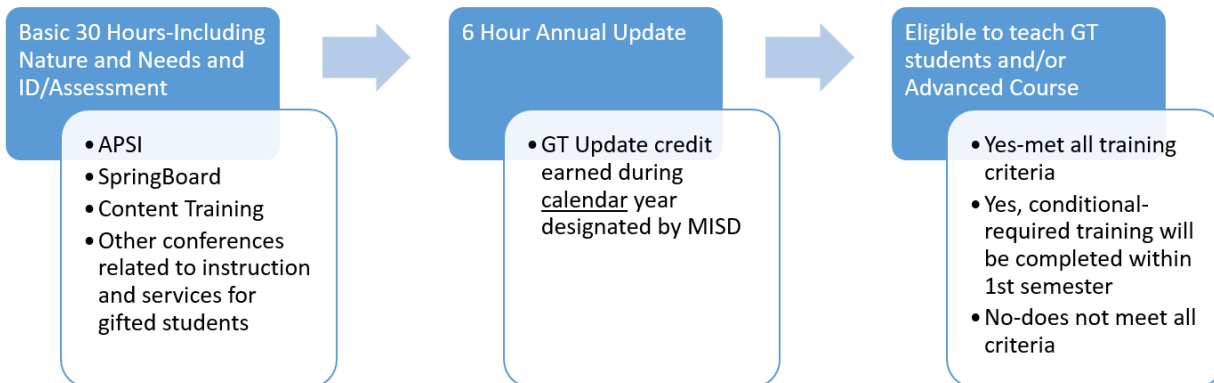 Basic 30 Hours-Including
Nature and Needs and
ID/Assessment
• APSI
• SpringBoard
• Content Training
• Other conferences
related to instruction
and services for
gifted students
6 Hour Annual Update
• GT Update credit
earned during
calendar year
designated by MISD
Eligible to teach GT
students and/or
Advanced Course
• Yes-met all training
criteria
• Yes, conditional-
required training will
be completed within
1st semester
• No-does not meet all
criteria